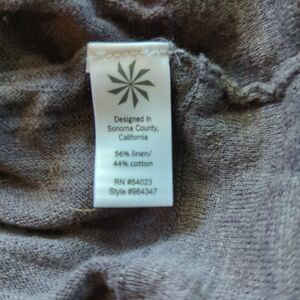 Designed in
Sonoma County,
California
56% linen/
44% cotton
RN #54023
Style #964347